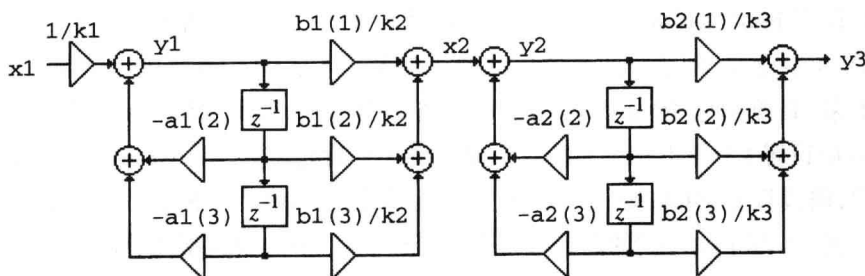 1/k1 b1(1)/k2 b2(1)/k3
x1 + y1 + x2 + y2 + y3
z⁻¹ z⁻¹
-a1(2) b1(2)/k2 -a2(2) b2(2)/k3
+ + + +
z⁻¹ z⁻¹
-a1(3) b1(3)/k2 -a2(3) b2(3)/k3